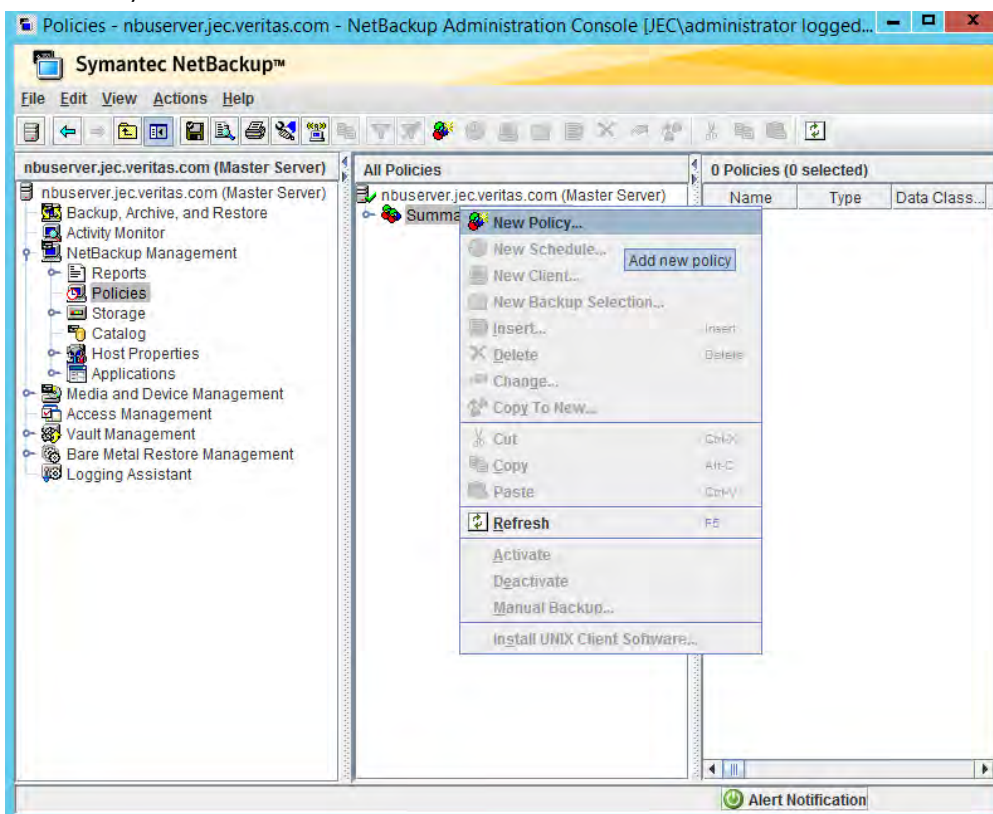 Policies - nbuserver.jec.veritas.com - NetBackup Administration Console [JEC\administrator logged...
Symantec NetBackup™
File Edit View Actions Help
nbuserver.jec.veritas.com (Master Server)
nbuserver.jec.veritas.com (Master Server)
Backup, Archive, and Restore
Activity Monitor
NetBackup Management
Reports
Policies
Storage
Catalog
Host Properties
Applications
Media and Device Management
Access Management
Vault Management
Bare Metal Restore Management
Logging Assistant
All Policies
nbuserver.jec.veritas.com (Master Server)
Summa
New Policy...
Add new policy
New Schedule...
New Client...
New Backup Selection...
Insert... Insert
Delete Delete
Change...
Copy To New...
Cut Ctrl-X
Copy Alt-C
Paste Ctrl-V
Refresh F5
Activate
Deactivate
Manual Backup...
Install UNIX Client Software...
0 Policies (0 selected)
Name Type Data Class...
Alert Notification